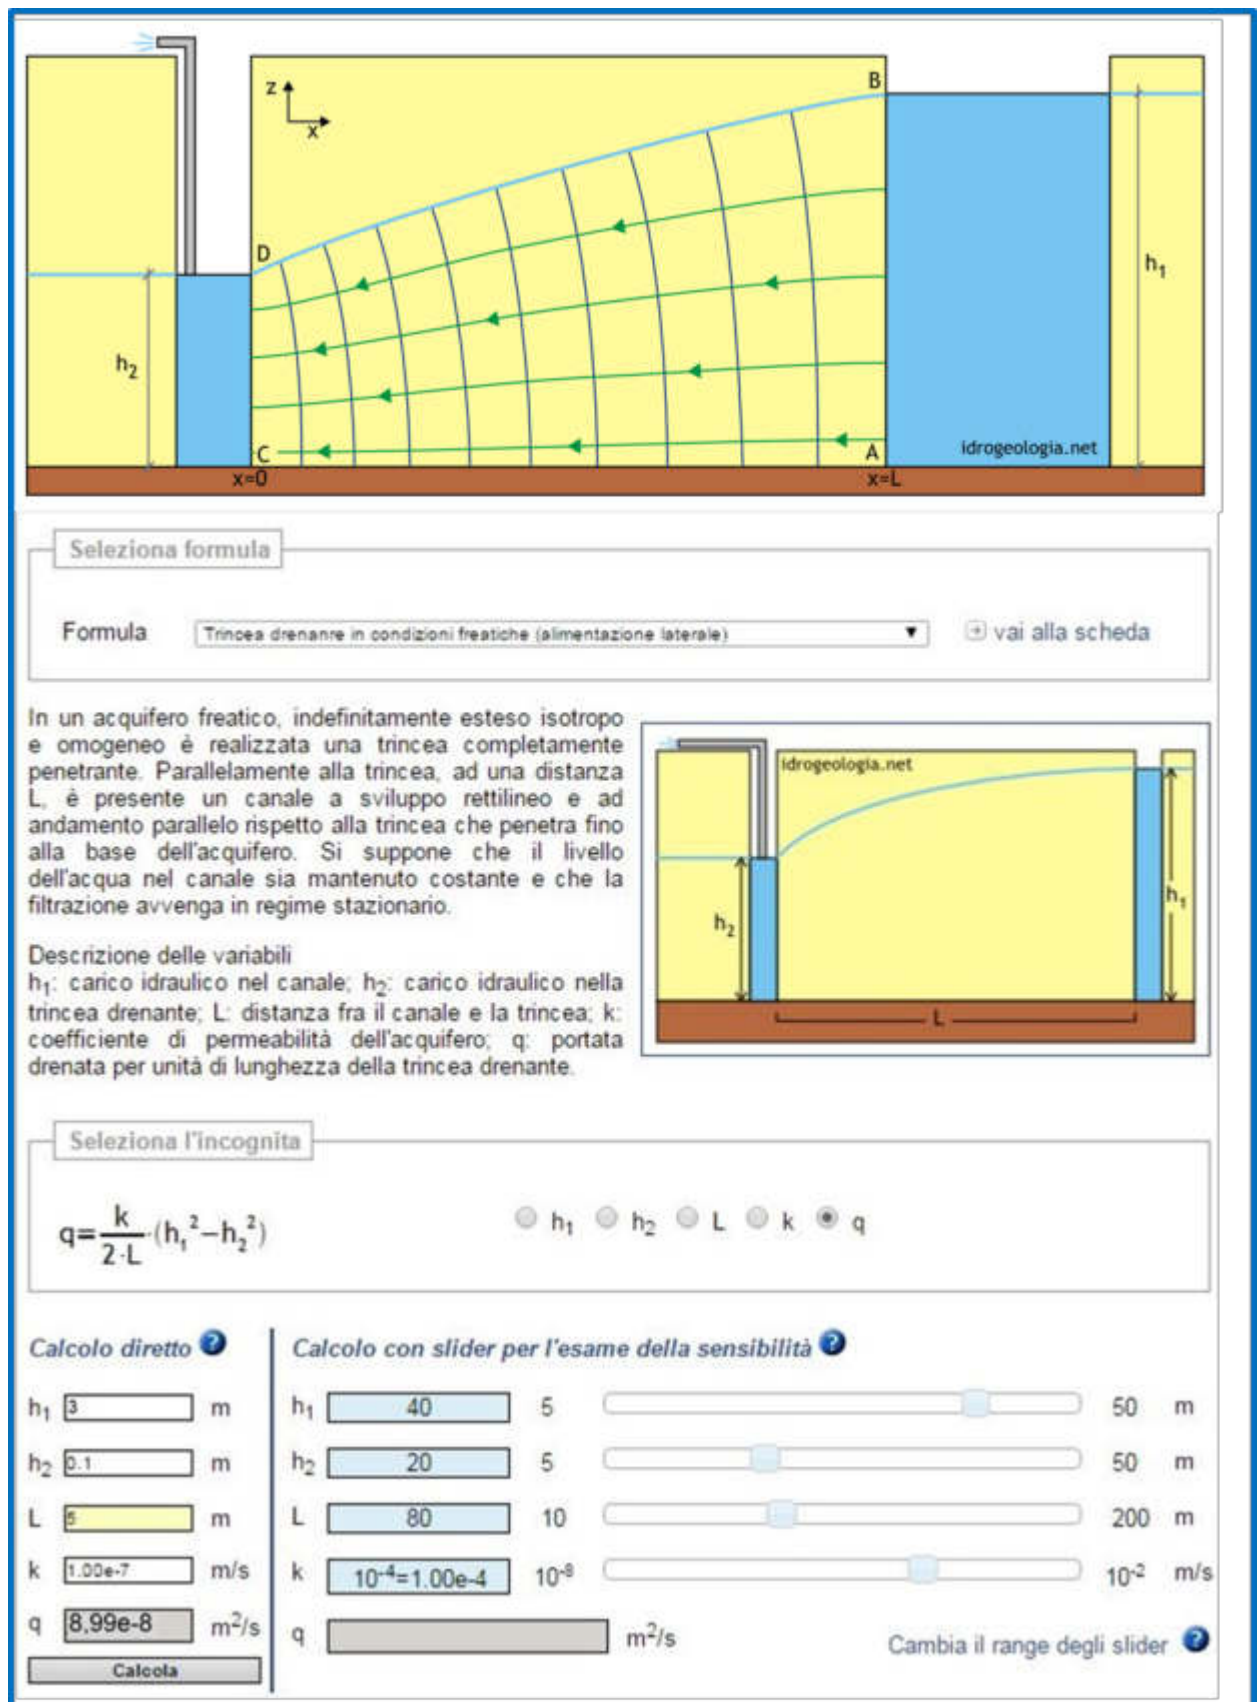 z
x
B
D
h1
h2
C
A
idrogeologia.net
x=0
x=L
Seleziona formula
Formula
Trincea drenanre in condizioni freatiche (alimentazione laterale)
vai alla scheda
In un acquifero freatico, indefinitamente esteso isotropo
e omogeneo è realizzata una trincea completamente
penetrante. Parallelamente alla trincea, ad una distanza
L, è presente un canale a sviluppo rettilineo e ad
andamento parallelo rispetto alla trincea che penetra fino
alla base dell'acquifero. Si suppone che il livello
dell'acqua nel canale sia mantenuto costante e che la
filtrazione avvenga in regime stazionario.
Descrizione delle variabili
h1: carico idraulico nel canale; h2: carico idraulico nella
trincea drenante; L: distanza fra il canale e la trincea; k:
coefficiente di permeabilità dell'acquifero; q: portata
drenata per unità di lunghezza della trincea drenante.
idrogeologia.net
h2
h1
L
Seleziona l'incognita
q=k/2·L·(h1²-h2²)
h1 h2 L k q
Calcolo diretto ?
h1 3 m
h2 0.1 m
L 5 m
k 1.00e-7 m/s
q 8,99e-8 m²/s
Calcola
Calcolo con slider per l'esame della sensibilità ?
h1 40 5 50 m
h2 20 5 50 m
L 80 10 200 m
k 10⁻⁴=1.00e-4 10⁻⁸ 10⁻² m/s
q m²/s
Cambia il range degli slider ?